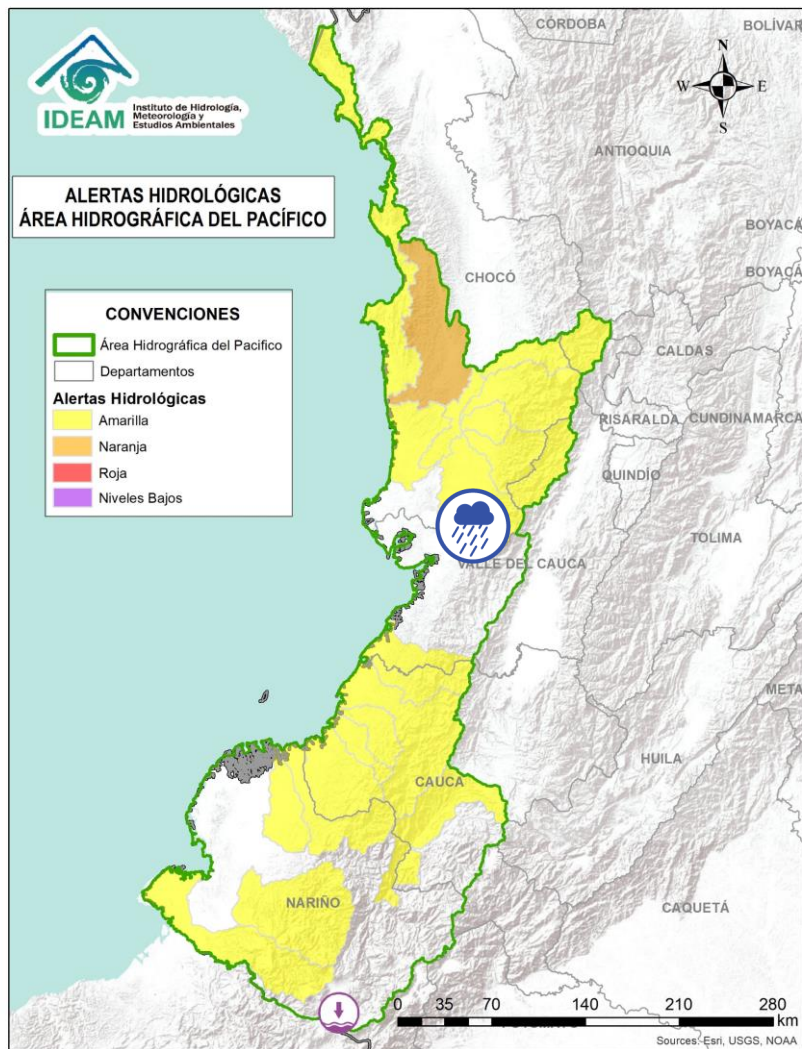 CÓRDOBA
BOLÍVAR
N
W
E
S
IDEAM
Instituto de Hidrología,
Meteorología y
Estudios Ambientales
ANTIOQUIA
ALERTAS HIDROLÓGICAS
ÁREA HIDROGRÁFICA DEL PACÍFICO
BOYACÁ
BOYACÁ
CHOCÓ
CONVENCIONES
Área Hidrográfica del Pacifico
Departamentos
Alertas Hidrológicas
Amarilla
Naranja
Roja
Niveles Bajos
CALDAS
RISARALDA
CUNDINAMARCA
QUINDÍO
TOLIMA
VALLE DEL CAUCA
META
HUILA
CAUCA
NARIÑO
CAQUETÁ
0 35 70 140 210 280
km
Sources: Esri, USGS, NOAA